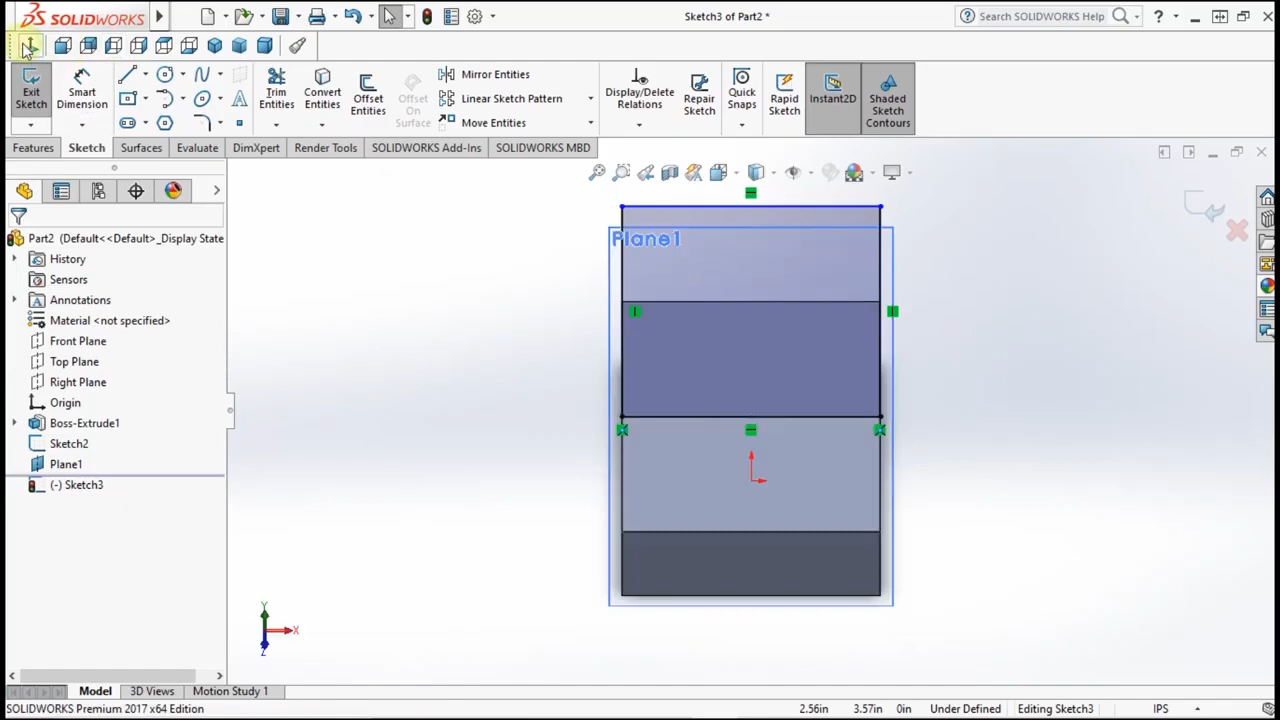 SOLIDWORKS
Sketch3 of Part2 *
Search SOLIDWORKS Help
?
Exit
Sketch
Smart
Dimension
Trim
Entities
Convert
Entities
Offset
Entities
Offset
On
Surface
Mirror Entities
Linear Sketch Pattern
Move Entities
Display/Delete
Relations
Repair
Sketch
Quick
Snaps
Rapid
Sketch
Instant2D
Shaded
Sketch
Contours
Features Sketch Surfaces Evaluate DimXpert Render Tools SOLIDWORKS Add-Ins SOLIDWORKS MBD
Part2 (Default<<Default>_Display State
History
Sensors
Annotations
Material <not specified>
Front Plane
Top Plane
Right Plane
Origin
Boss-Extrude1
Sketch2
Plane1
(-) Sketch3
Plane1
Y
X
Z
Model 3D Views Motion Study 1
SOLIDWORKS Premium 2017 x64 Edition 2.56in 3.57in 0in Under Defined Editing Sketch3 IPS